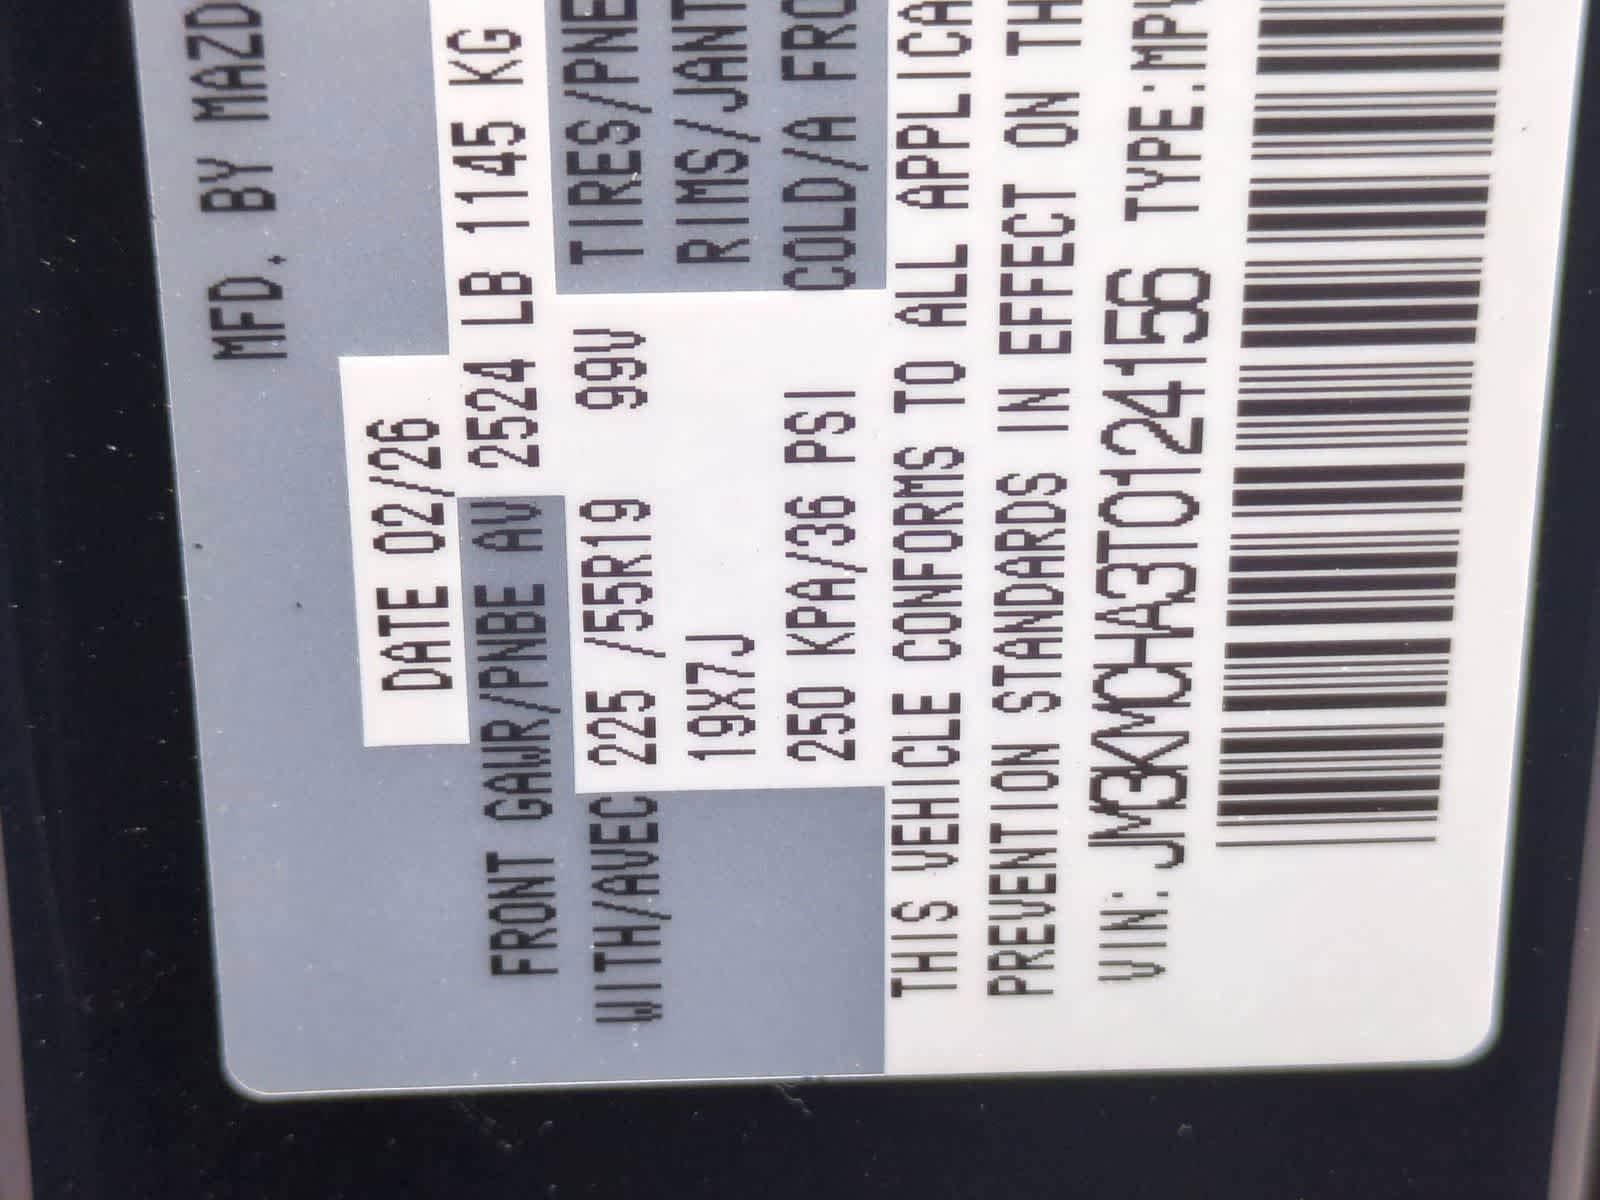 MFD. BY MAZD
DATE 02/26
FRONT GAWR/PNBE AV 2524 LB 1145 KG
WITH/AVEC 225 /55R19 99V TIRES/PNE
19X7J RIMS/JANT
250 KPA/36 PSI COLD/A FRO
THIS VEHICLE CONFORMS TO ALL APPLICA
PREVENTION STANDARDS IN EFFECT ON TH
VIN: JM3KMCHA3T0124156 TYPE:MPV